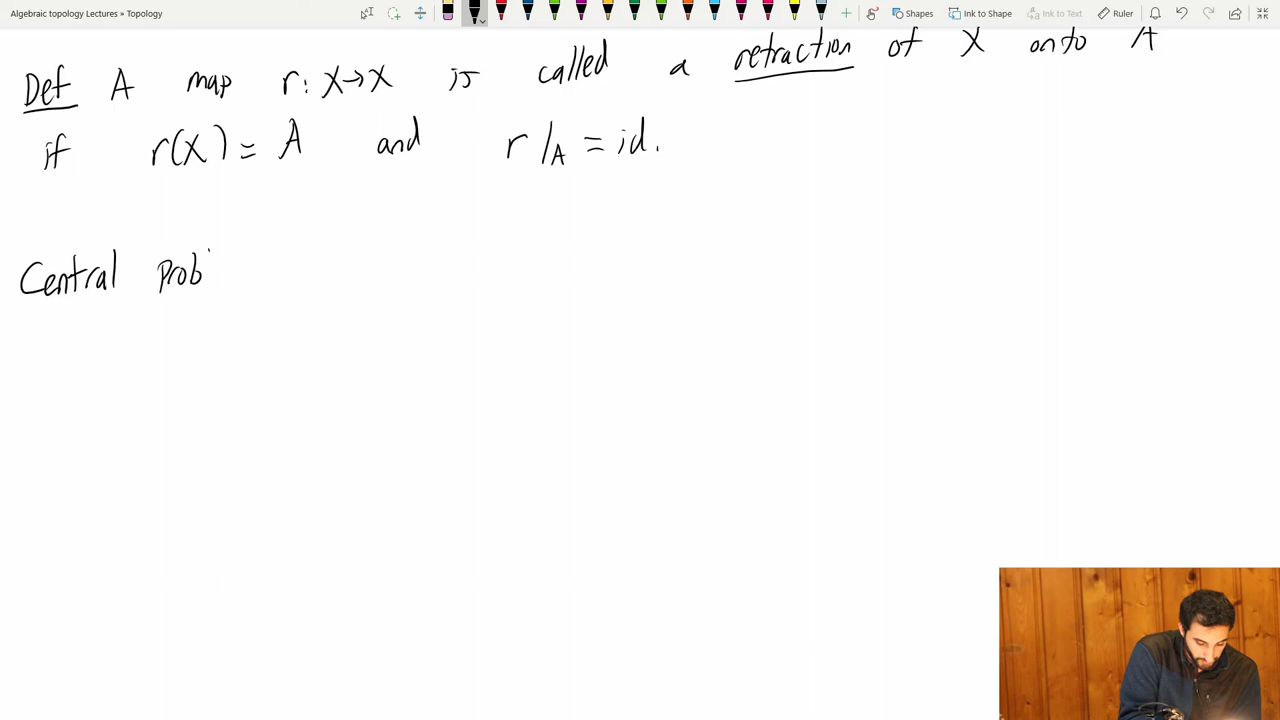 Algebraic topology Lectures » Topology
Shapes
Ink to Shape
Ink to Text
Ruler
Def A map r: X→X is called a retraction of X onto A
if r(X) = A and r|A = id.
Central prob